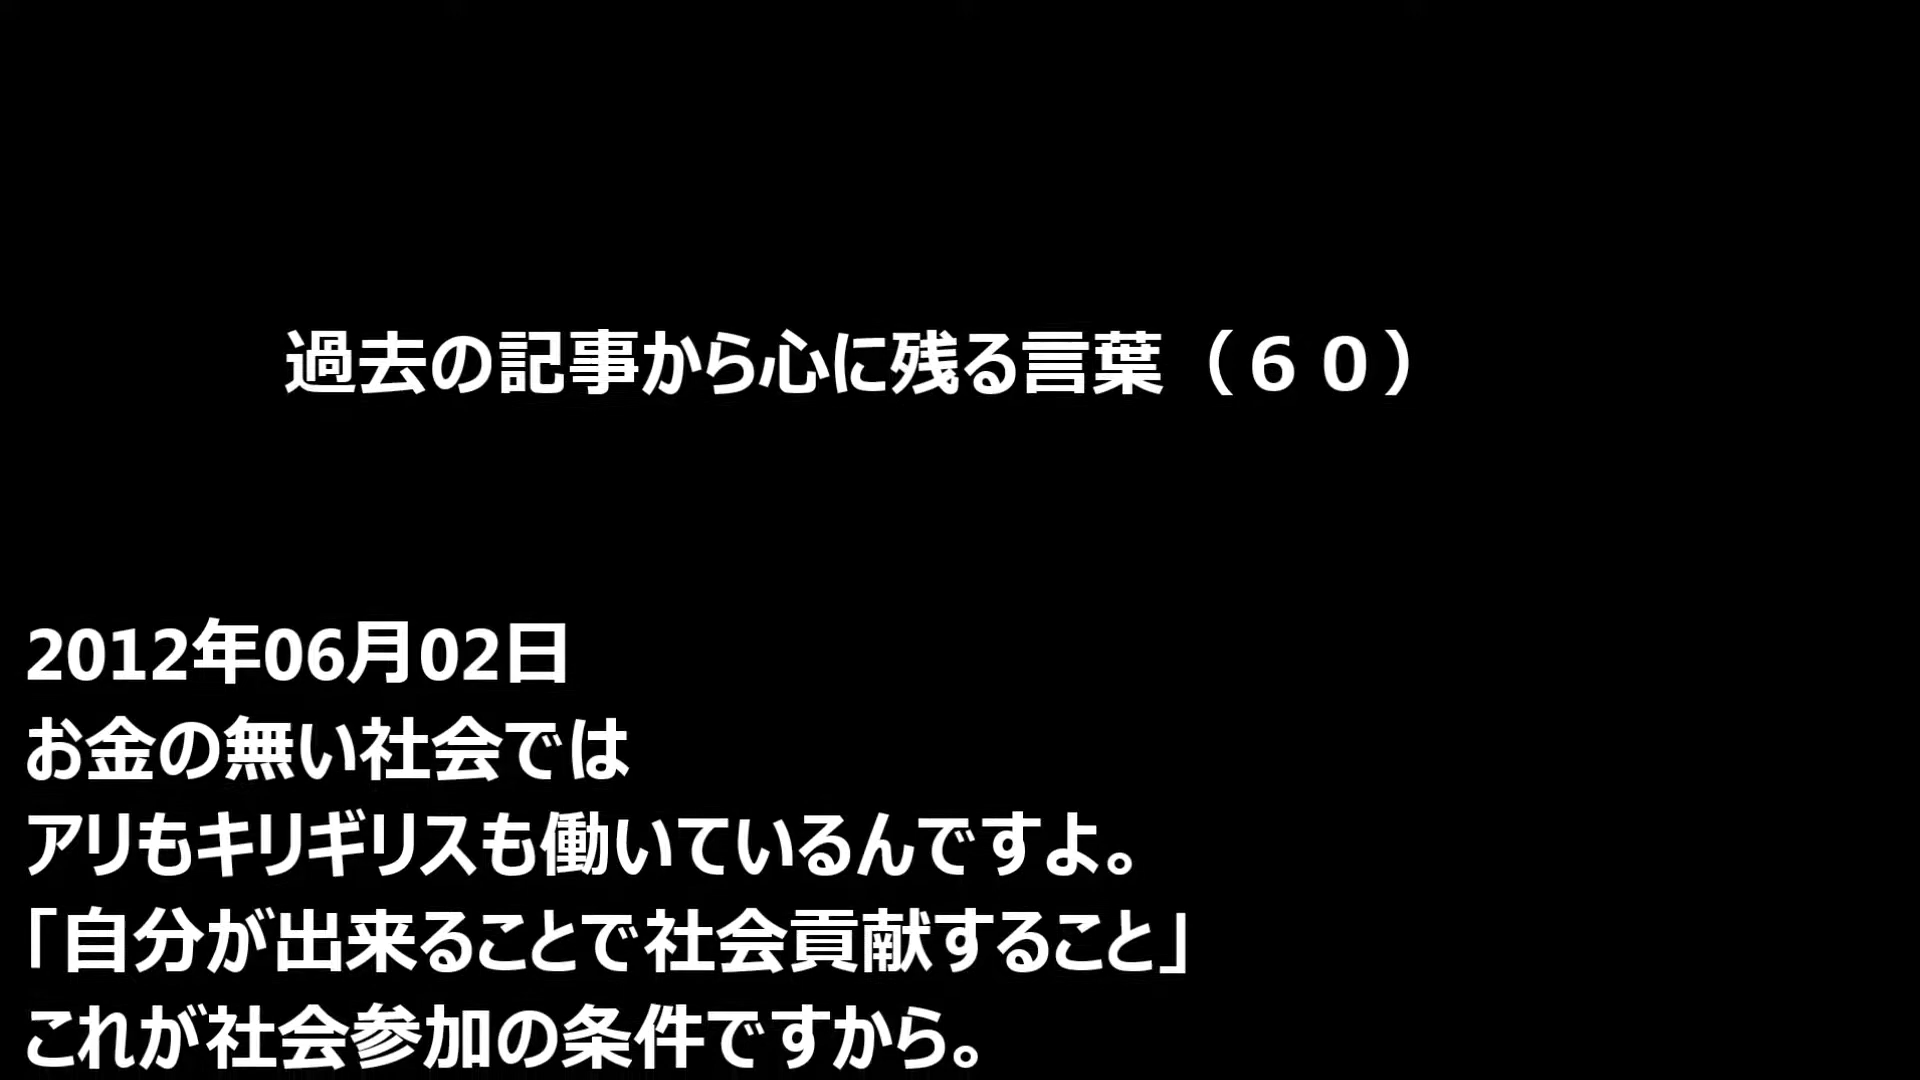 過去の記事から心に残る言葉（６０）
2012年06月02日
お金の無い社会では
アリもキリギリスも働いているんですよ。
「自分が出来ることで社会貢献すること」
これが社会参加の条件ですから。